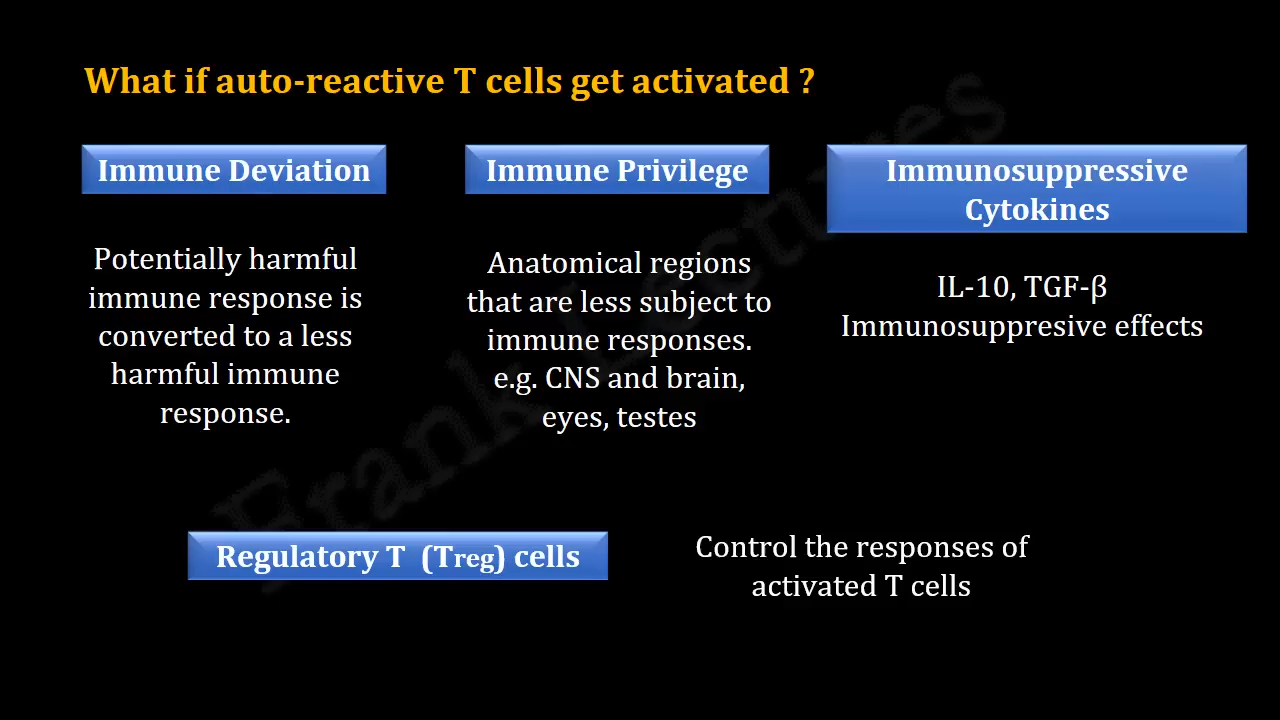 What if auto-reactive T cells get activated ?
Immune Deviation
Potentially harmful
immune response is
converted to a less
harmful immune
response.
Immune Privilege
Anatomical regions
that are less subject to
immune responses.
e.g. CNS and brain,
eyes, testes
Immunosuppressive
Cytokines
IL-10, TGF-β
Immunosuppresive effects
Regulatory T (Treg) cells
Control the responses of
activated T cells
Frank Lectures